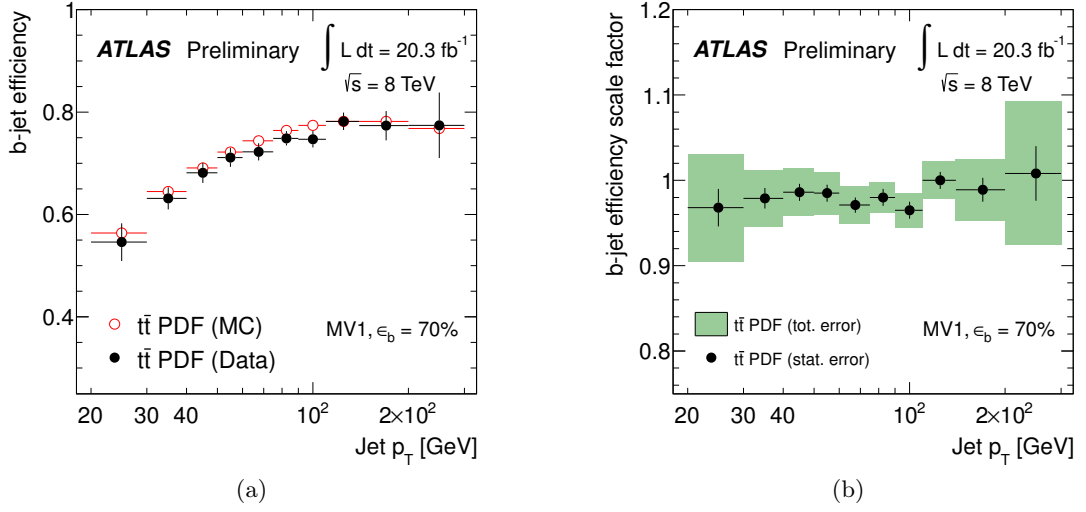 b-jet efficiency
1
0.8
0.6
0.4
ATLAS Preliminary
∫ L dt = 20.3 fb⁻¹
√s = 8 TeV
tt̄ PDF (MC)
tt̄ PDF (Data)
MV1, ϵ_b = 70%
20 30 40 10² 2×10²
Jet p_T [GeV]
(a)
b-jet efficiency scale factor
1.2
1.1
1
0.9
0.8
ATLAS Preliminary
∫ L dt = 20.3 fb⁻¹
√s = 8 TeV
tt̄ PDF (tot. error)
tt̄ PDF (stat. error)
MV1, ϵ_b = 70%
20 30 40 10² 2×10²
Jet p_T [GeV]
(b)